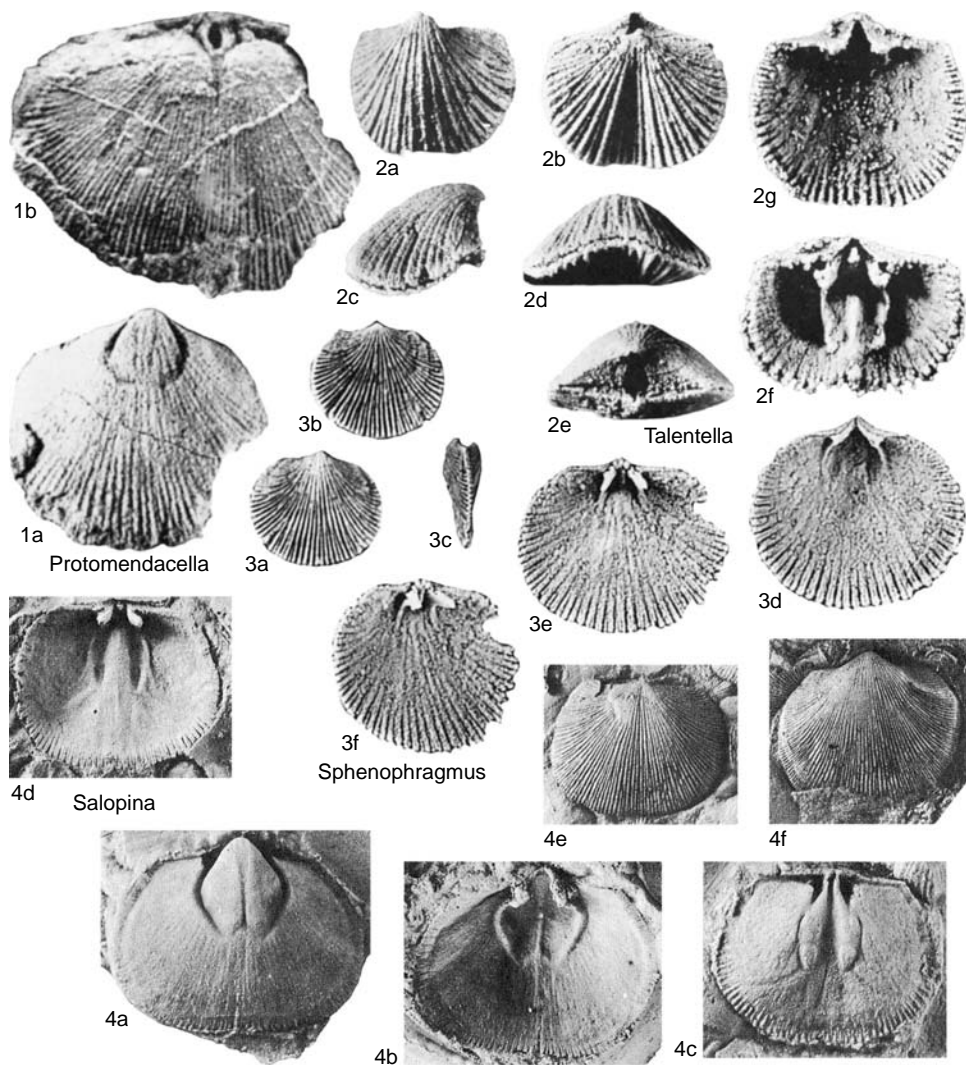 1b
2a
2b
2g
2c
2d
2f
1a
Protomendacella
3b
3a
3c
2e
Talentella
3e
3d
4d
Salopina
3f
Sphenophragmus
4e
4f
4a
4b
4c